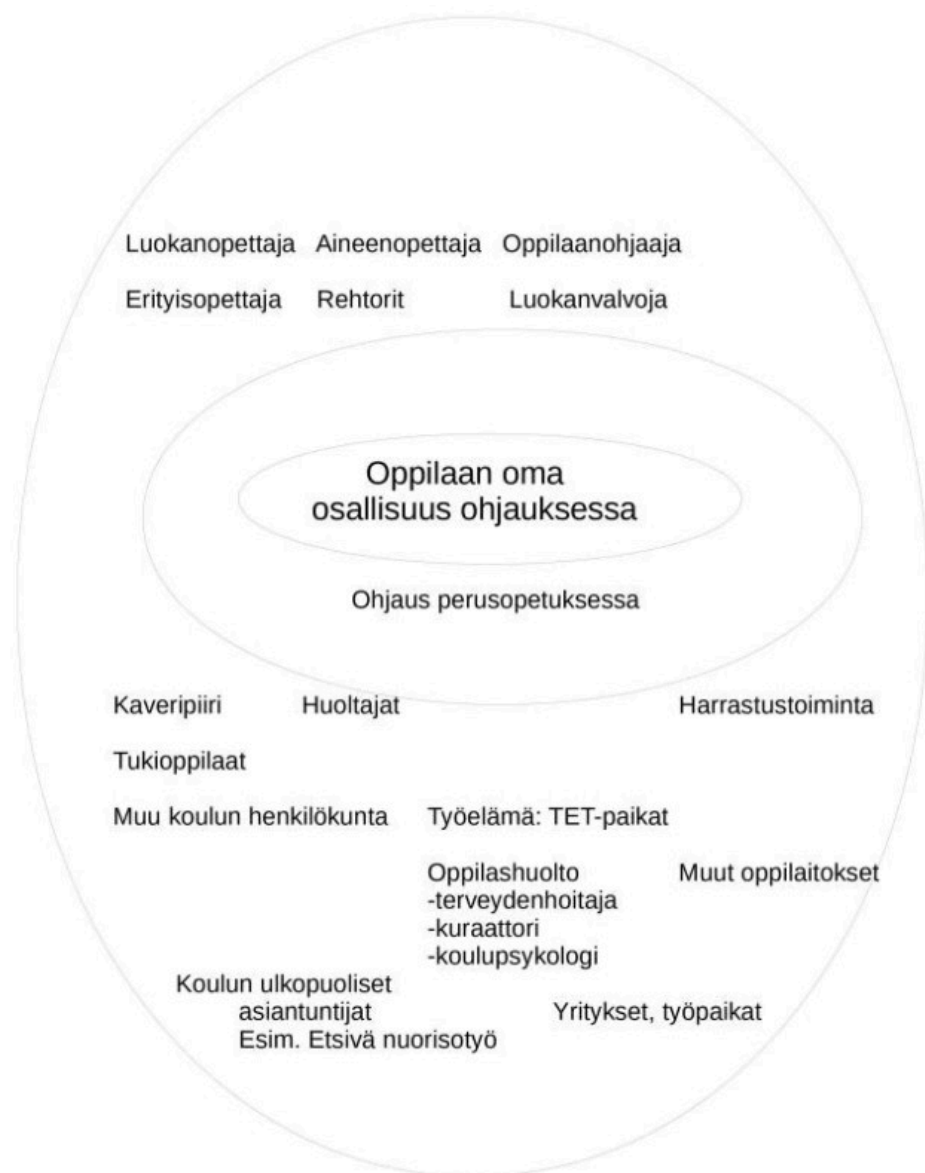 Luokanopettaja Aineenopettaja Oppilaanohjaaja
Erityisopettaja Rehtorit Luokanvalvoja
Oppilaan oma
osallisuus ohjauksessa
Ohjaus perusopetuksessa
Kaveripiiri Huoltajat Harrastustoiminta
Tukioppilaat
Muu koulun henkilökunta Työelämä: TET-paikat
Oppilashuolto Muut oppilaitokset
-terveydenhoitaja
-kuraattori
-koulupsykologi
Koulun ulkopuoliset
asiantuntijat Yritykset, työpaikat
Esim. Etsivä nuorisotyö